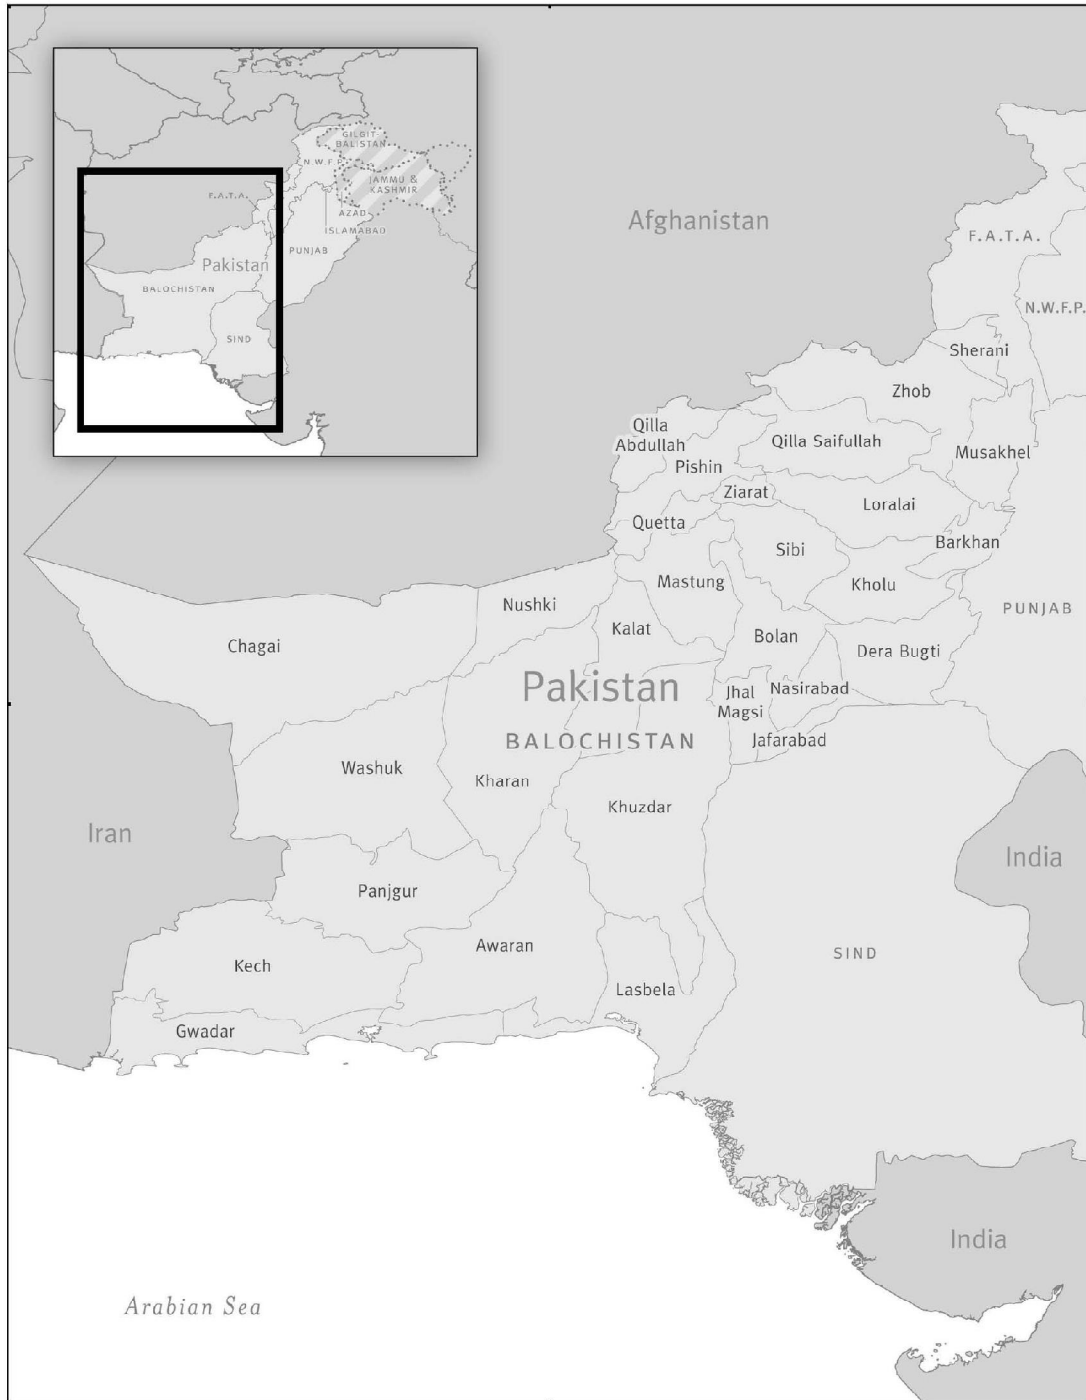 GILGIT-
BALISTAN
N.W.F.P.
JAMMU &
KASHMIR
F.A.T.A.
AZAD
ISLAMABAD
PUNJAB
Pakistan
BALOCHISTAN
SIND
Afghanistan
F.A.T.A.
N.W.F.P.
Sherani
Zhob
Qilla
Abdullah
Qilla Saifullah
Musakhel
Pishin
Ziarat
Loralai
Quetta
Barkhan
Sibi
Mastung
Kholu
Nushki
PUNJAB
Kalat
Bolan
Chagai
Dera Bugti
Pakistan
Jhal
Magsi
Nasirabad
BALOCHISTAN
Jafarabad
Washuk
Kharan
Khuzdar
Iran
India
Panjgur
Awaran
SIND
Kech
Lasbela
Gwadar
India
Arabian Sea